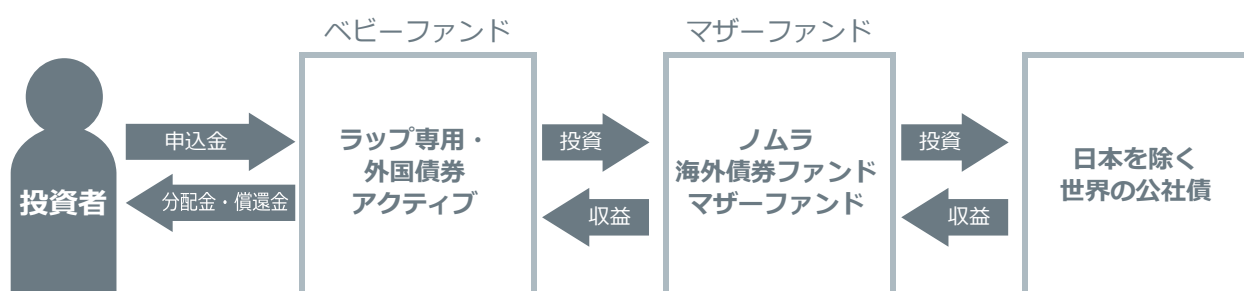 ベビーファンド
マザーファンド
投資者
申込金
分配金・償還金
ラップ専用・
外国債券
アクティブ
投資
収益
ノムラ
海外債券ファンド
マザーファンド
投資
収益
日本を除く
世界の公社債